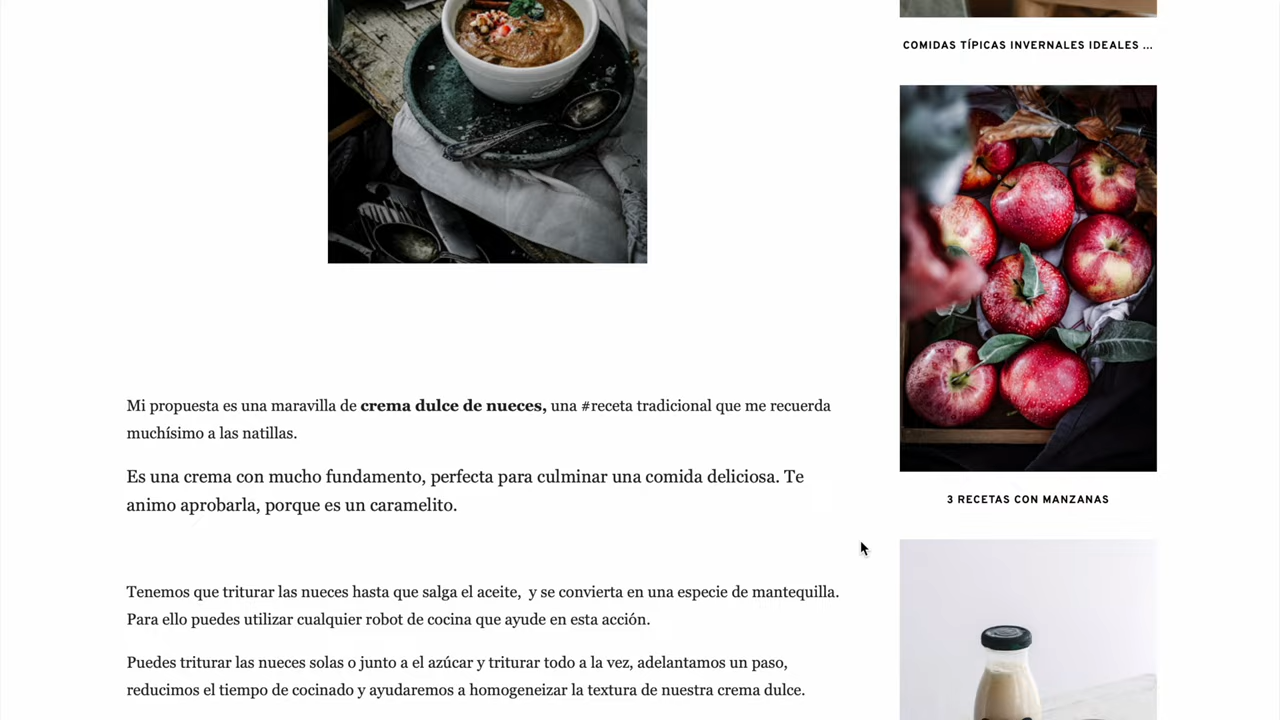 COMIDAS TÍPICAS INVERNALES IDEALES ...
Mi propuesta es una maravilla de crema dulce de nueces, una #receta tradicional que me recuerda
muchísimo a las natillas.
Es una crema con mucho fundamento, perfecta para culminar una comida deliciosa. Te
animo aprobarla, porque es un caramelito.
3 RECETAS CON MANZANAS
Tenemos que triturar las nueces hasta que salga el aceite,  y se convierta en una especie de mantequilla.
Para ello puedes utilizar cualquier robot de cocina que ayude en esta acción.
Puedes triturar las nueces solas o junto a el azúcar y triturar todo a la vez, adelantamos un paso,
reducimos el tiempo de cocinado y ayudaremos a homogeneizar la textura de nuestra crema dulce.